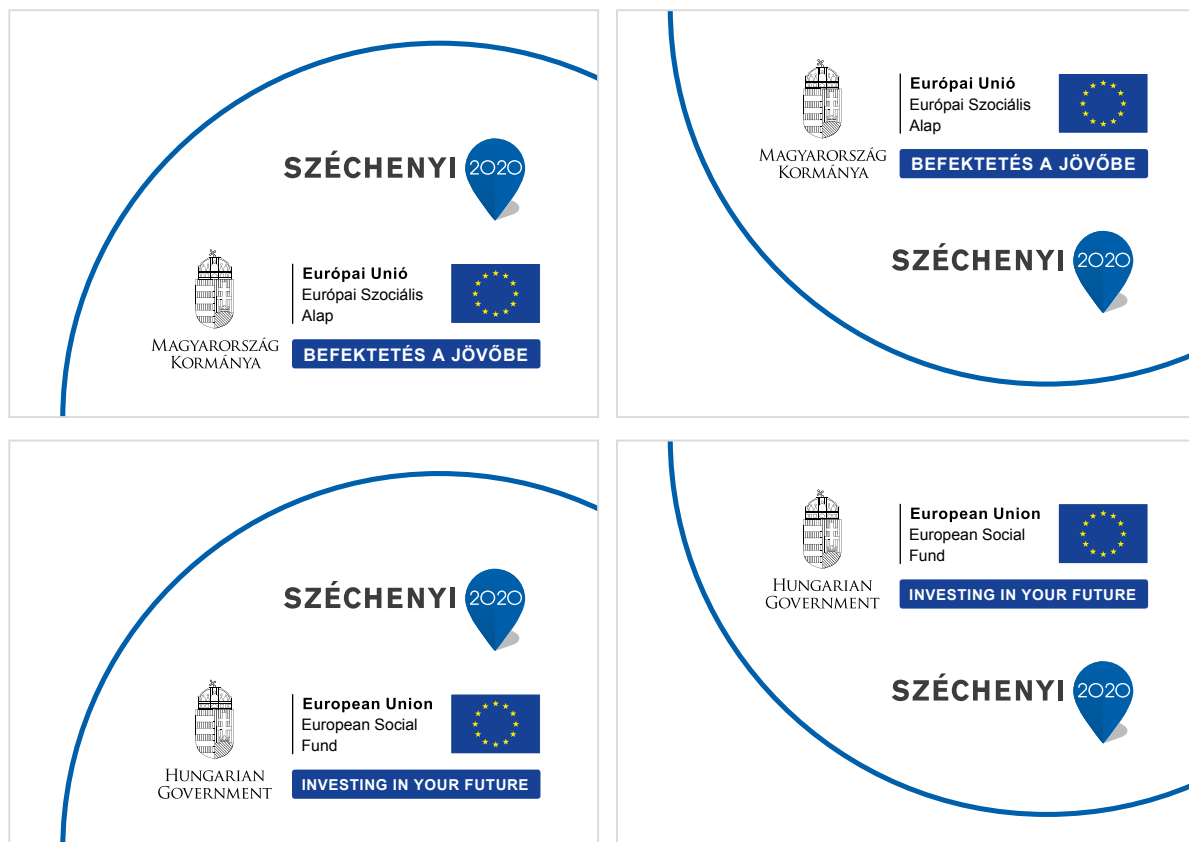 SZÉCHENYI 2020
Európai Unió
Európai Szociális
Alap
MAGYARORSZÁG
KORMÁNYA
BEFEKTETÉS A JÖVŐBE
Európai Unió
Európai Szociális
Alap
MAGYARORSZÁG
KORMÁNYA
BEFEKTETÉS A JÖVŐBE
SZÉCHENYI 2020
SZÉCHENYI 2020
European Union
European Social
Fund
HUNGARIAN
GOVERNMENT
INVESTING IN YOUR FUTURE
European Union
European Social
Fund
HUNGARIAN
GOVERNMENT
INVESTING IN YOUR FUTURE
SZÉCHENYI 2020